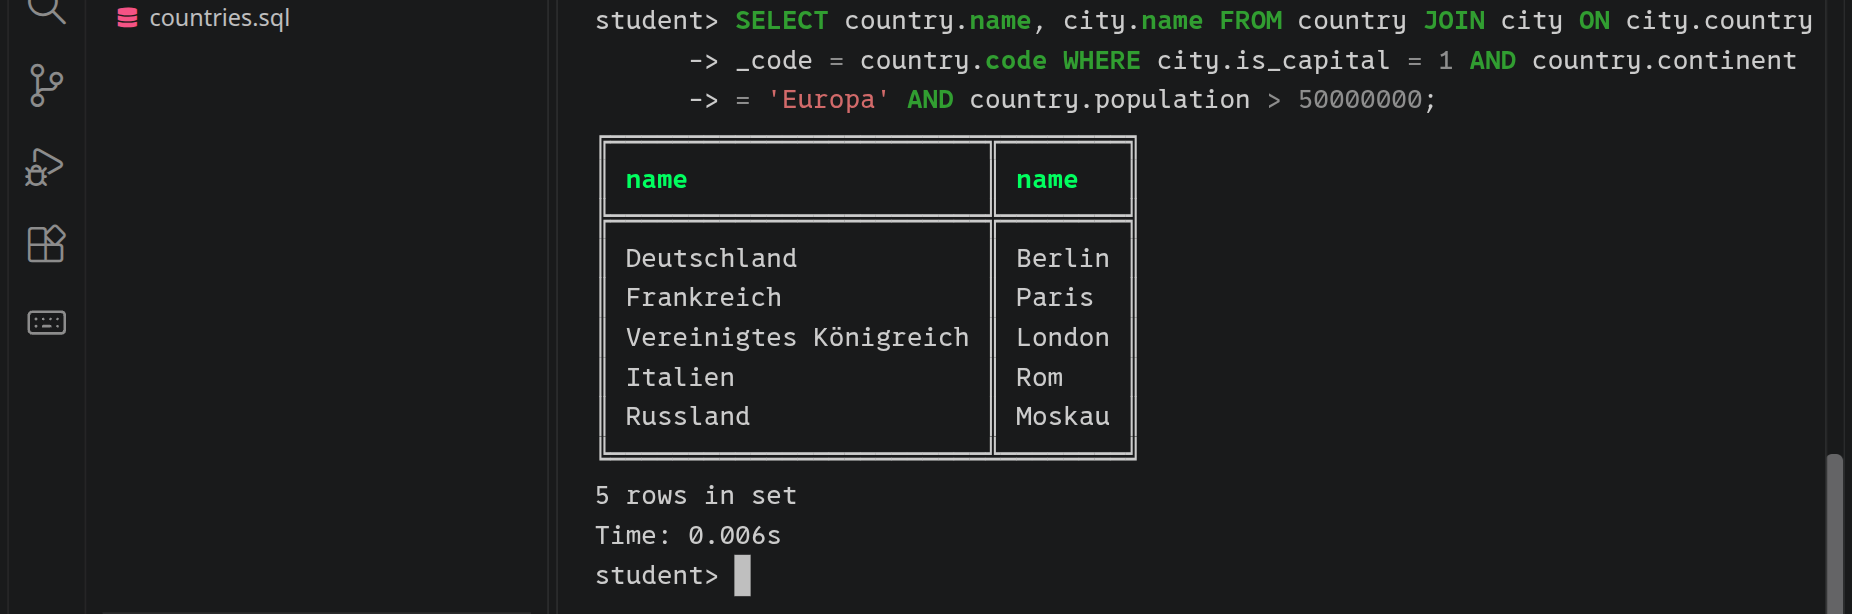 countries.sql
student> SELECT country.name, city.name FROM country JOIN city ON city.country
-> _code = country.code WHERE city.is_capital = 1 AND country.continent
-> = 'Europa' AND country.population > 50000000;
name name
Deutschland Berlin
Frankreich Paris
Vereinigtes Königreich London
Italien Rom
Russland Moskau
5 rows in set
Time: 0.006s
student>